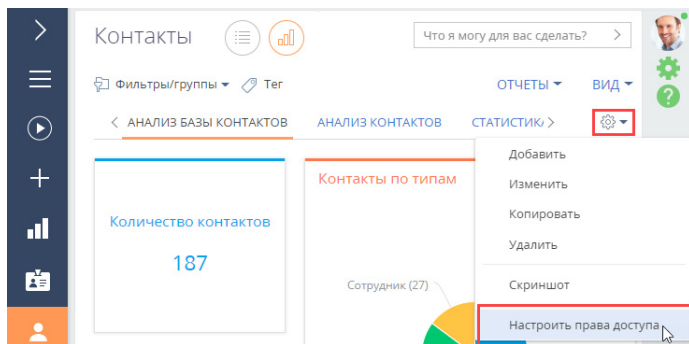 Контакты
Что я могу для вас сделать?
Фильтры/группы Тег ОТЧЕТЫ ВИД
АНАЛИЗ БАЗЫ КОНТАКТОВ АНАЛИЗ КОНТАКТОВ СТАТИСТИК
Добавить
Изменить
Копировать
Удалить
Скриншот
Настроить права доступа
Количество контактов
187
Контакты по типам
Сотрудник (27)